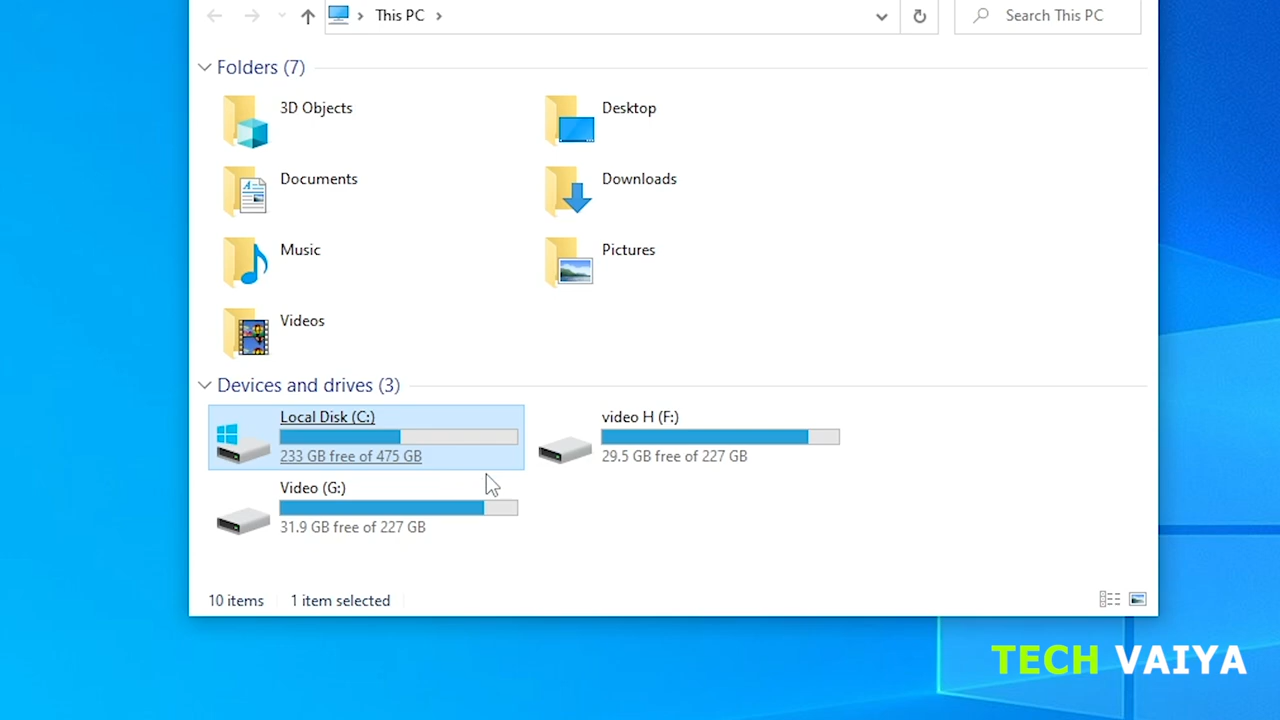 This PC
Search This PC
Folders (7)
3D Objects
Desktop
Documents
Downloads
Music
Pictures
Videos
Devices and drives (3)
Local Disk (C:)
233 GB free of 475 GB
video H (F:)
29.5 GB free of 227 GB
Video (G:)
31.9 GB free of 227 GB
10 items
1 item selected
TECH VAIYA